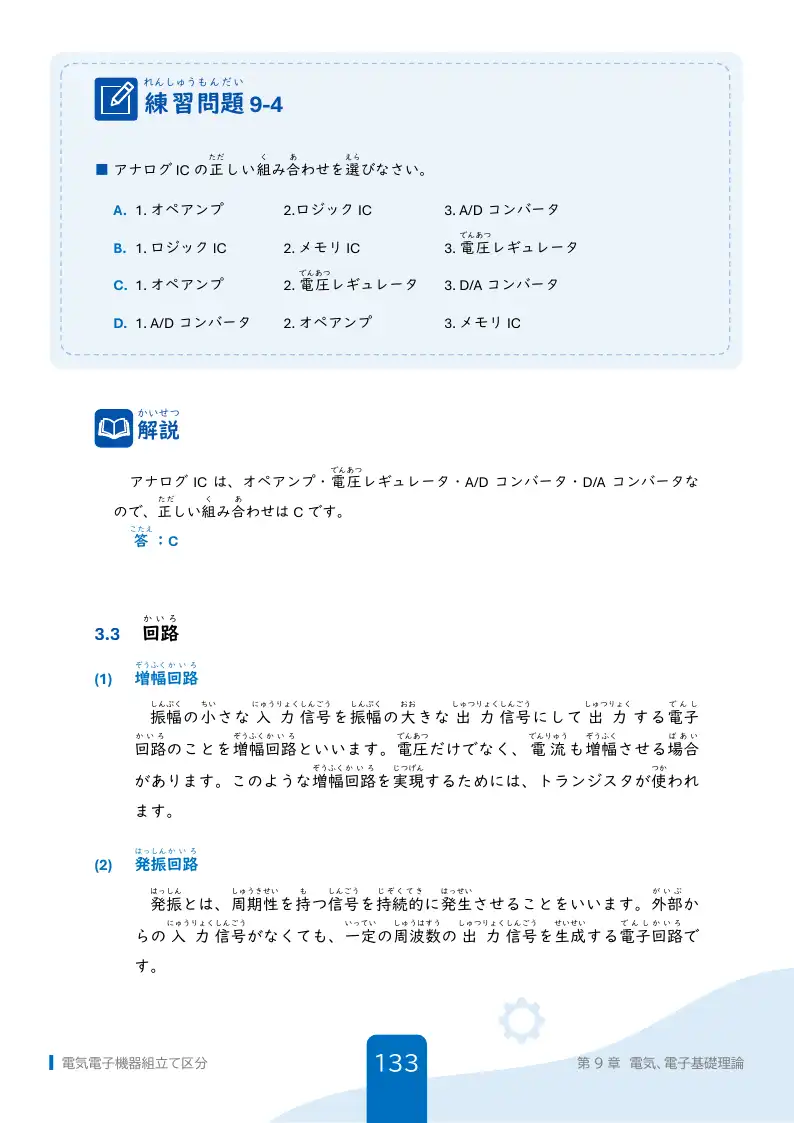 れんしゅうもんだい
練習問題 9-4
ただ く あ えら
■ アナログ IC の正しい組み合わせを選びなさい。
A. 1. オペアンプ 2.ロジック IC 3. A/D コンバータ
でんあつ
B. 1. ロジック IC 2. メモリ IC 3. 電圧レギュレータ
でんあつ
C. 1. オペアンプ 2. 電圧レギュレータ 3. D/A コンバータ
D. 1. A/D コンバータ 2. オペアンプ 3. メモリ IC
かいせつ
解説
でんあつ
アナログ IC は、オペアンプ・電圧レギュレータ・A/D コンバータ・D/A コンバータな
ただ く あ
ので、正しい組み合わせは C です。
こたえ
答：C
かいろ
3.3 回路
ぞうふくかいろ
(1) 増幅回路
しんぷく ちい にゅうりょくしんごう しんぷく おお しゅつりょくしんごう しゅつりょく でんし
振幅の小さな入力信号を振幅の大きな出力信号にして出力する電子
かいろ ぞうふくかいろ でんあつ でんりゅう ぞうふく ばあい
回路のことを増幅回路といいます。電圧だけでなく、電流も増幅させる場合
ぞうふくかいろ じつげん つか
があります。このような増幅回路を実現するためには、トランジスタが使われ
ます。
はっしんかいろ
(2) 発振回路
はっしん しゅうきせい も しんごう じぞくてき はっせい がいぶ
発振とは、周期性を持つ信号を持続的に発生させることをいいます。外部か
にゅうりょくしんごう いってい しゅうはすう しゅつりょくしんごう せいせい でんしかいろ
らの入力信号がなくても、一定の周波数の出力信号を生成する電子回路で
す。
電気電子機器組立て区分 133 第 9 章 電気、電子基礎理論